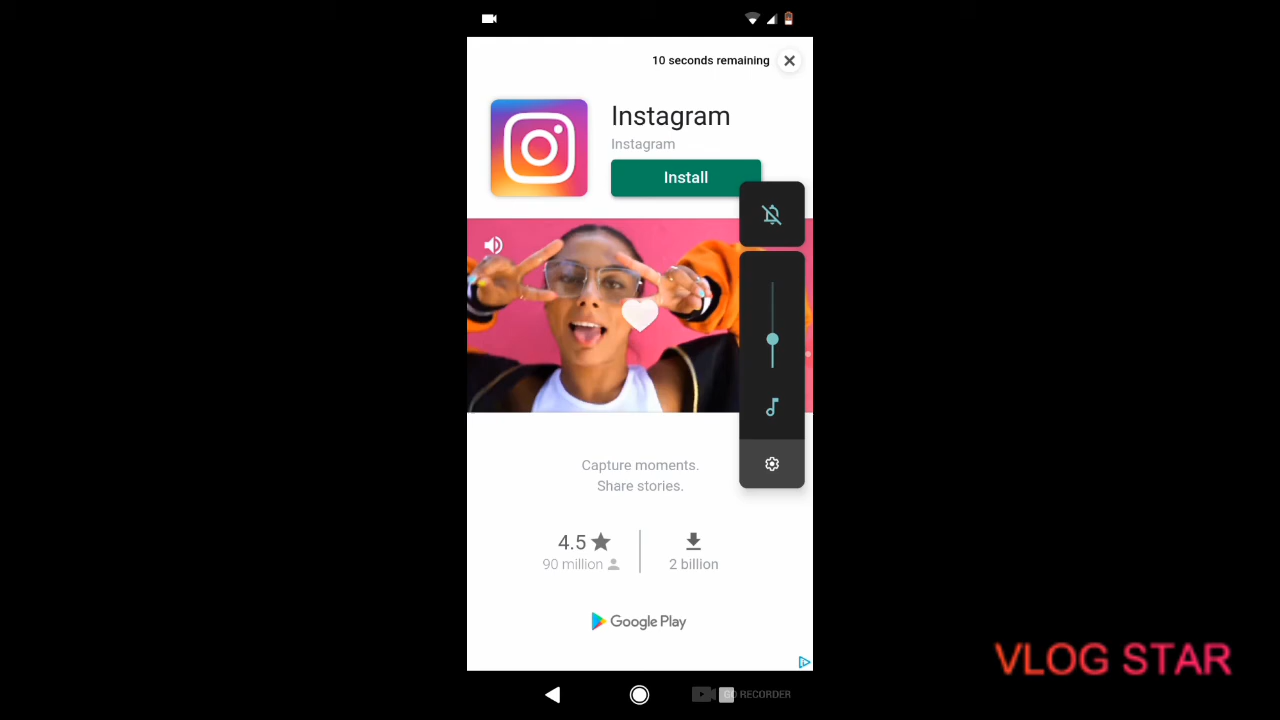 10 seconds remaining
Instagram
Instagram
Install
Capture moments.
Share stories.
4.5
90 million
2 billion
Google Play
GO RECORDER
VLOG STAR